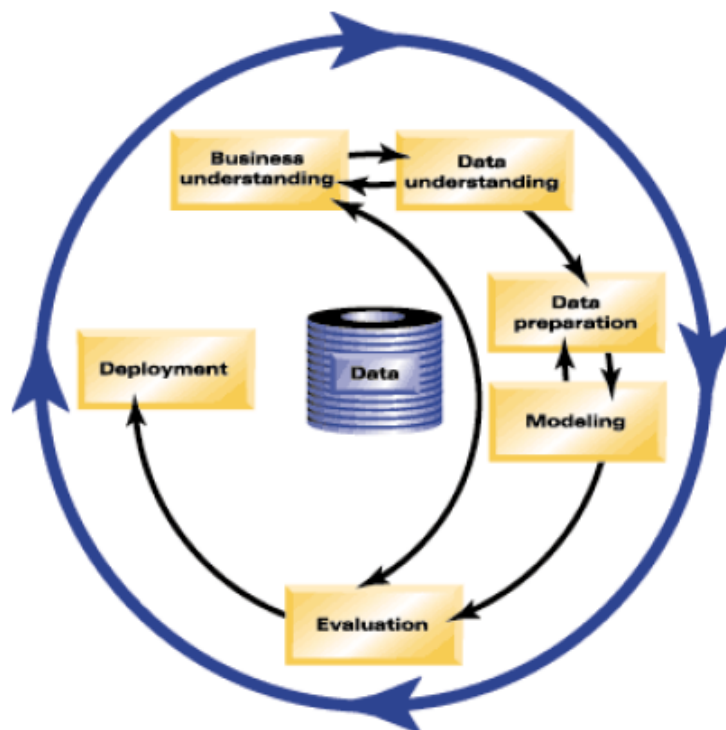 Business
understanding
Data
understanding
Data
preparation
Modeling
Evaluation
Deployment
Data